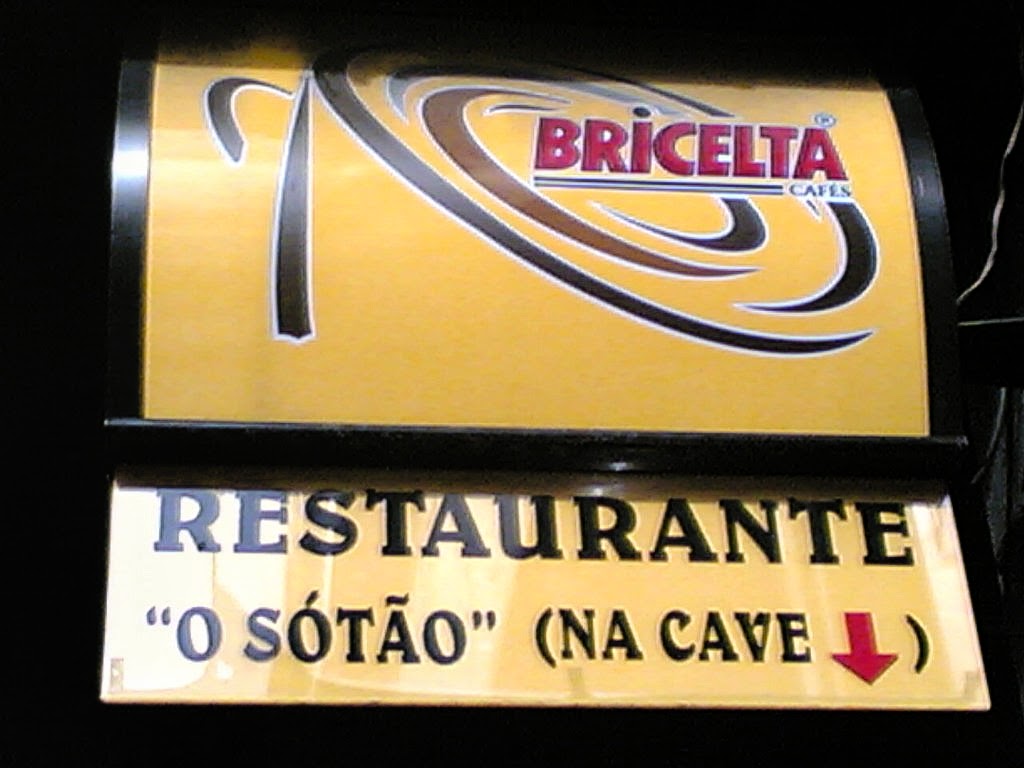 BRiCELTA®
CAFÉS
RESTAURANTE
“O SÓTÃO” (NA CAVE )